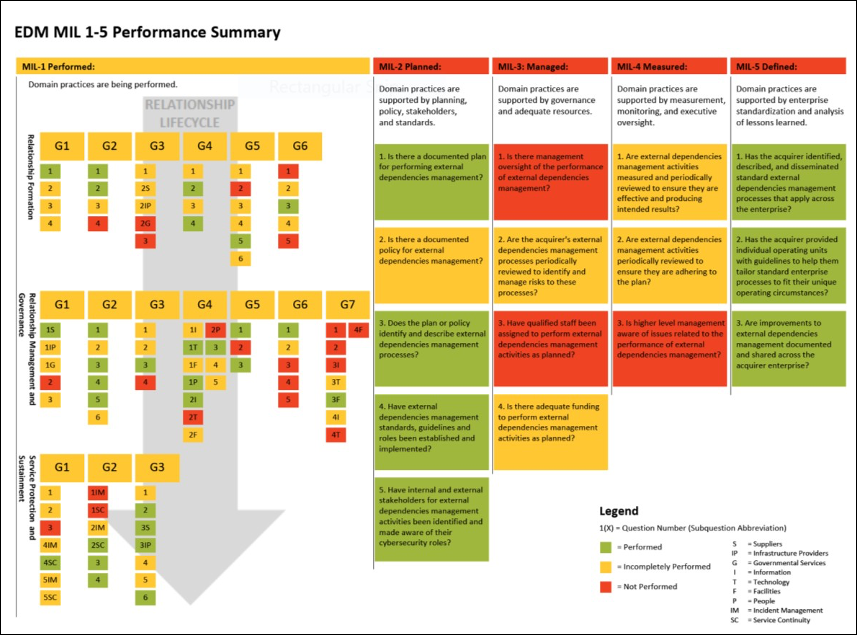 EDM MIL 1-5 Performance Summary
MIL-1 Performed:
Domain practices are being performed.
Rectangular
RELATIONSHIP
LIFECYCLE
Relationship Formation
G1 G2 G3 G4 G5 G6
1 1 1 1 1 1
2 2 2S 2 2 2
3 3 2IP 3 3 3
4 4 2G 4 4 4
3 5 5
6
Relationship Management and
Governance
G1 G2 G3 G4 G5 G6 G7
1S 1 1 1I 2P 1 1 1 4F
1IP 2 2 1T 3 2 2 2
1G 3 3 1F 4 3 3 3I
2 4 4 1P 5 4 3T
3 5 2I 5 3F
6 2T 4I
2F 4T
Service Protection and
Sustainment
G1 G2 G3
1 1IM 1
2 1SC 2
3 2IM 3S
4IM 2SC 3IP
4SC 3 4
5IM 4 5
5SC 6
MIL-2 Planned:
Domain practices are
supported by planning,
policy, stakeholders,
and standards.
1. Is there a documented plan
for performing external
dependencies management?
2. Is there a documented
policy for external
dependencies management?
3. Does the plan or policy
identify and describe external
dependencies management
processes?
4. Have external
dependencies management
standards, guidelines and
roles been established and
implemented?
5. Have internal and external
stakeholders for external
dependencies management
activities been identified and
made aware of their
cybersecurity roles?
MIL-3: Managed:
Domain practices are
supported by governance
and adequate resources.
1. Is there management
oversight of the performance
of external dependencies
management?
2. Are the acquirer's external
dependencies management
processes periodically
reviewed to identify and
manage risks to these
processes?
3. Have qualified staff been
assigned to perform external
dependencies management
activities as planned?
4. Is there adequate funding
to perform external
dependencies management
activities as planned?
MIL-4 Measured:
Domain practices are
supported by measurement,
monitoring, and executive
oversight.
1. Are external dependencies
management activities
measured and periodically
reviewed to ensure they are
effective and producing
intended results?
2. Are external dependencies
management activities
periodically reviewed to
ensure they are adhering to
the plan?
3. Is higher level management
aware of issues related to the
performance of external
dependencies management?
MIL-5 Defined:
Domain practices are
supported by enterprise
standardization and analysis
of lessons learned.
1. Has the acquirer identified,
described, and disseminated
standard external
dependencies management
processes that apply across
the enterprise?
2. Has the acquirer provided
individual operating units
with guidelines to help them
tailor standard enterprise
processes to fit their unique
operating circumstances?
3. Are improvements to
external dependencies
management documented
and shared across the
acquirer enterprise?
Legend
1(X) = Question Number (Subquestion Abbreviation)
= Performed
= Incompletely Performed
= Not Performed
S = Suppliers
IP = Infrastructure Providers
G = Governmental Services
I = Information
T = Technology
F = Facilities
P = People
IM = Incident Management
SC = Service Continuity